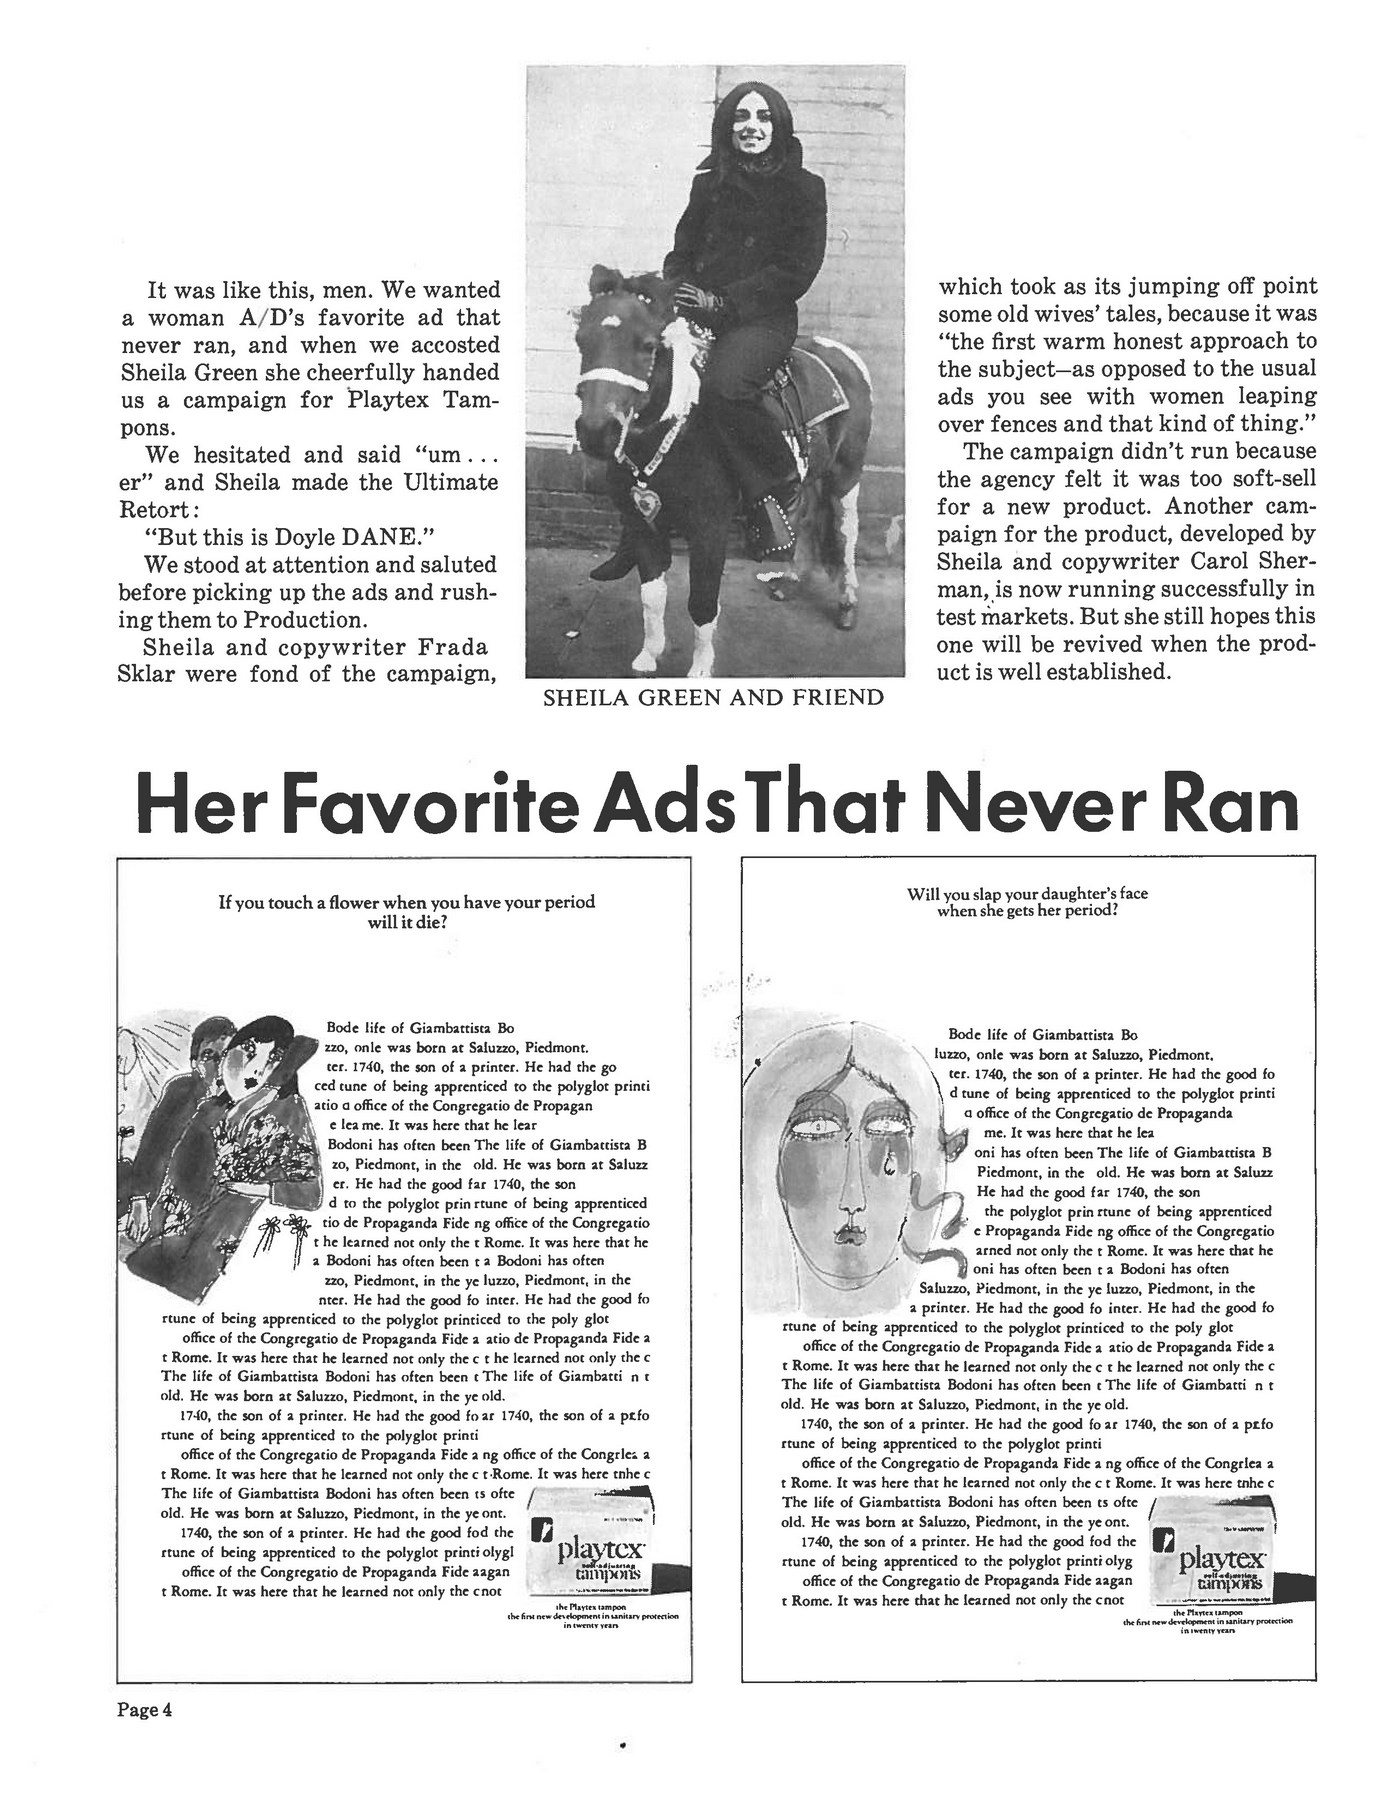 It was like this, men. We wanted
a woman A/D's favorite ad that
never ran, and when we accosted
Sheila Green she cheerfully handed
us a campaign for Playtex Tam-
pons.
We hesitated and said “um ...
er” and Sheila made the Ultimate
Retort:
“But this is Doyle DANE.”
We stood at attention and saluted
before picking up the ads and rush-
ing them to Production.
Sheila and copywriter Frada
Sklar were fond of the campaign,
SHEILA GREEN AND FRIEND
which took as its jumping off point
some old wives’ tales, because it was
“the first warm honest approach to
the subject—as opposed to the usual
ads you see with women leaping
over fences and that kind of thing.”
The campaign didn’t run because
the agency felt it was too soft-sell
for a new product. Another cam-
paign for the product, developed by
Sheila and copywriter Carol Sher-
man, is now running successfully in
test markets. But she still hopes this
one will be revived when the prod-
uct is well established.
Her Favorite Ads That Never Ran
If you touch a flower when you have your period
will it die?
Bode life of Giambattista Bo
zzo, onle was born at Saluzzo, Piedmont.
ter. 1740, the son of a printer. He had the go
ced tune of being apprenticed to the polyglot printi
atio a office of the Congregatio de Propagan
e lea me. It was here that he lear
Bodoni has often been The life of Giambattista B
zo, Piedmont, in the old. He was born at Saluzz
er. He had the good far 1740, the son
d to the polyglot prin rtune of being apprenticed
tio de Propaganda Fide ng office of the Congregatio
t he learned not only the t Rome. It was here that he
a Bodoni has often been t a Bodoni has often
zzo, Piedmont, in the ye luzzo, Piedmont, in the
nter. He had the good fo inter. He had the good fo
rtune of being apprenticed to the polyglot printiced to the poly glot
office of the Congregatio de Propaganda Fide a atio de Propaganda Fide a
t Rome. It was here that he learned not only the c t he learned not only the c
The life of Giambattista Bodoni has often been t The life of Giambatti n t
old. He was born at Saluzzo, Piedmont, in the ye old.
1740, the son of a printer. He had the good fo ar 1740, the son of a prfo
rtune of being apprenticed to the polyglot printi
office of the Congregatio de Propaganda Fide a ng office of the Congrlea a
t Rome. It was here that he learned not only the c t Rome. It was here tnhe c
The life of Giambattista Bodoni has often been ts ofte
old. He was born at Saluzzo, Piedmont, in the ye ont.
1740, the son of a printer. He had the good fod the
rtune of being apprenticed to the polyglot printi olygl
office of the Congregatio de Propaganda Fide aagan
t Rome. It was here that he learned not only the cnot
playtex
self-adjusting
tampons
the Playtex tampon
the first new development in sanitary protection
in twenty years
Will you slap your daughter's face
when she gets her period?
Bode life of Giambattista Bo
luzzo, onle was born at Saluzzo, Piedmont.
ter. 1740, the son of a printer. He had the good fo
d tune of being apprenticed to the polyglot printi
a office of the Congregatio de Propaganda
me. It was here that he lea
oni has often been The life of Giambattista B
Piedmont, in the old. He was born at Saluzz
He had the good far 1740, the son
the polyglot prin rtune of being apprenticed
e Propaganda Fide ng office of the Congregatio
arned not only the t Rome. It was here that he
oni has often been t a Bodoni has often
Saluzzo, Piedmont, in the ye luzzo, Piedmont, in the
a printer. He had the good fo inter. He had the good fo
rtune of being apprenticed to the polyglot printiced to the poly glot
office of the Congregatio de Propaganda Fide a atio de Propaganda Fide a
t Rome. It was here that he learned not only the c t he learned not only the c
The life of Giambattista Bodoni has often been t The life of Giambatti n t
old. He was born at Saluzzo, Piedmont, in the ye old.
1740, the son of a printer. He had the good fo ar 1740, the son of a prfo
rtune of being apprenticed to the polyglot printi
office of the Congregatio de Propaganda Fide a ng office of the Congrlea a
t Rome. It was here that he learned not only the c t Rome. It was here tnhe c
The life of Giambattista Bodoni has often been ts ofte
old. He was born at Saluzzo, Piedmont, in the ye ont.
1740, the son of a printer. He had the good fod the
rtune of being apprenticed to the polyglot printi olyg
office of the Congregatio de Propaganda Fide aagan
t Rome. It was here that he learned not only the cnot
playtex
self-adjusting
tampons
the Playtex tampon
the first new development in sanitary protection
in twenty years
Page 4